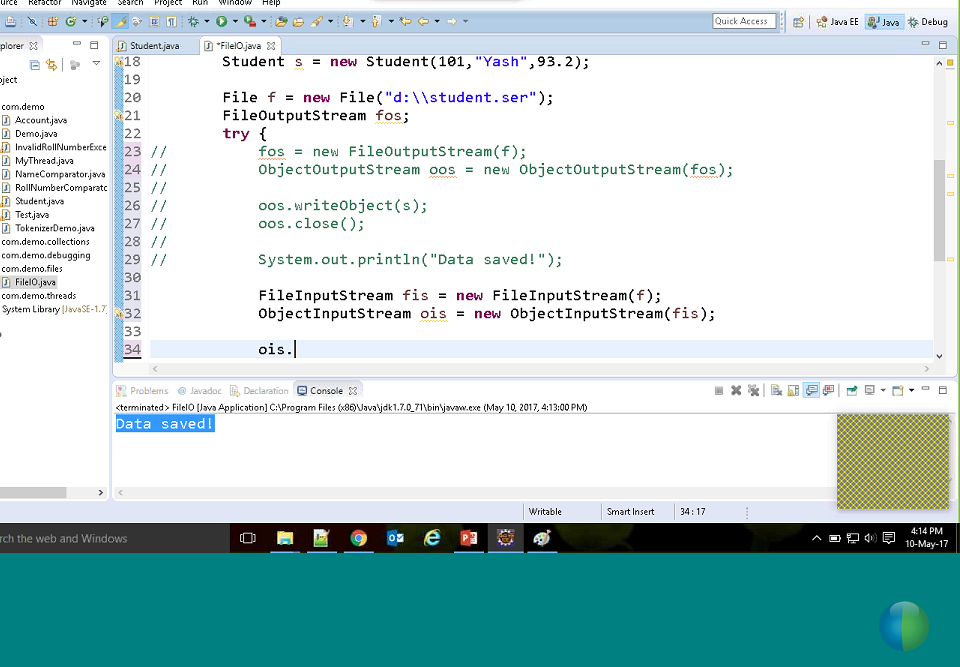 ource Refactor Navigate Search Project Run Window Help
Quick Access Java EE Java Debug
plorer Student.java *FileIO.java
18 Student s = new Student(101,"Yash",93.2);
19
20 File f = new File("d:\\student.ser");
21 FileOutputStream fos;
22 try {
23 // fos = new FileOutputStream(f);
24 // ObjectOutputStream oos = new ObjectOutputStream(fos);
25 //
26 // oos.writeObject(s);
27 // oos.close();
28 //
29 // System.out.println("Data saved!");
30
31 FileInputStream fis = new FileInputStream(f);
32 ObjectInputStream ois = new ObjectInputStream(fis);
33
34 ois.
oject
com.demo
Account.java
Demo.java
InvalidRollNumberExce
MyThread.java
NameComparator.java
RollNumberComparato
Student.java
Test.java
TokenizerDemo.java
com.demo.collections
com.demo.debugging
com.demo.files
FileIO.java
com.demo.threads
System Library [JavaSE-1.7]
Problems Javadoc Declaration Console
<terminated> FileIO [Java Application] C:\Program Files (x86)\Java\jdk1.7.0_71\bin\javaw.exe (May 10, 2017, 4:13:00 PM)
Data saved!
Writable Smart Insert 34 : 17
rch the web and Windows
4:14 PM
10-May-17